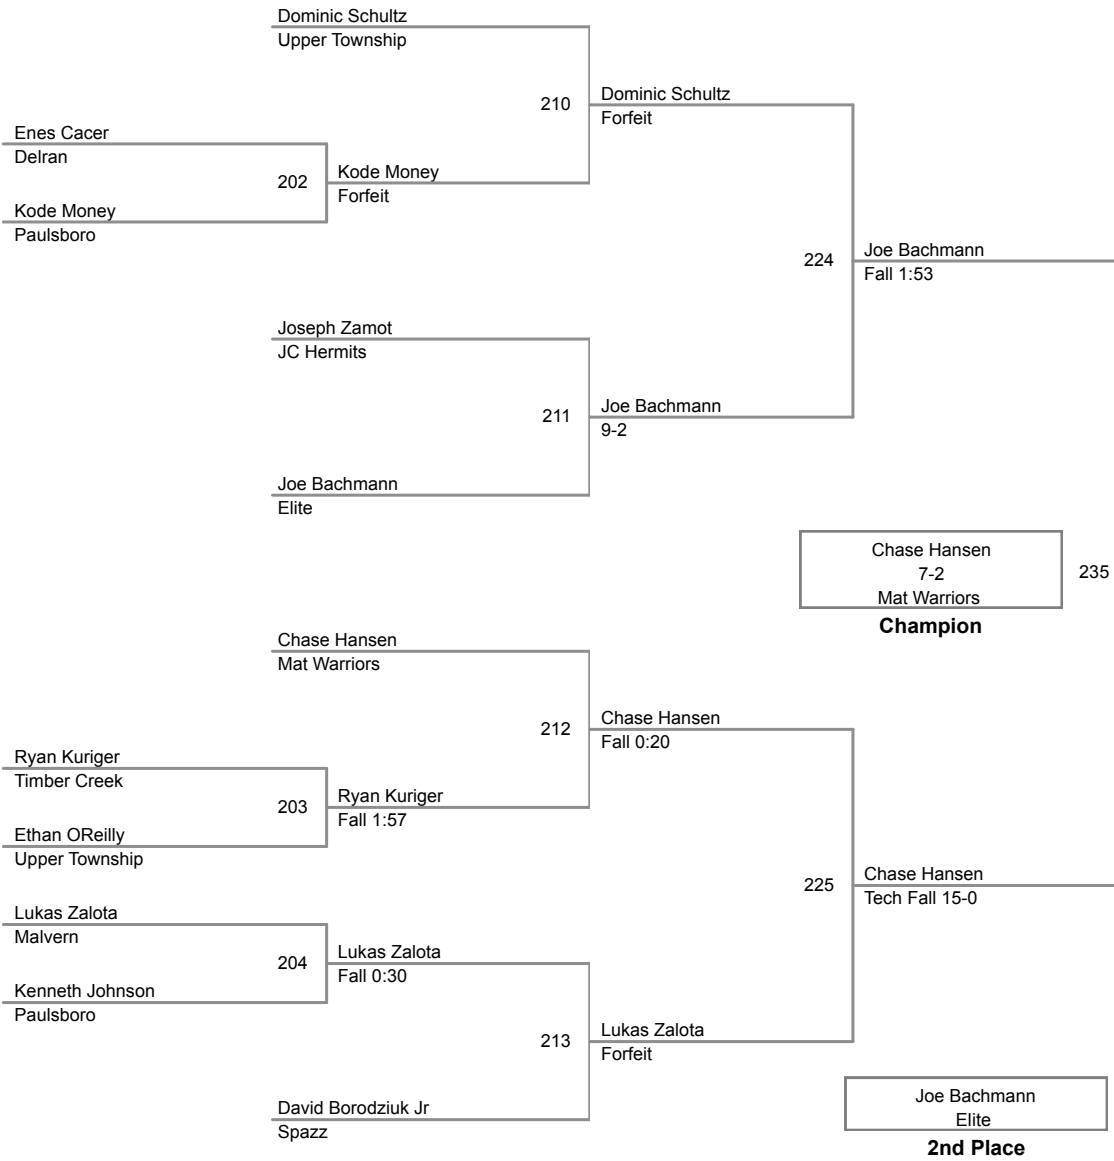 Dominic Schultz
Upper Township
210
Dominic Schultz
Forfeit
Enes Cacer
Delran
202
Kode Money
Forfeit
Kode Money
Paulsboro
224
Joe Bachmann
Fall 1:53
Joseph Zamot
JC Hermits
211
Joe Bachmann
9-2
Joe Bachmann
Elite
Chase Hansen
7-2
Mat Warriors
235
Champion
Chase Hansen
Mat Warriors
212
Chase Hansen
Fall 0:20
Ryan Kuriger
Timber Creek
203
Ryan Kuriger
Fall 1:57
Ethan OReilly
Upper Township
225
Chase Hansen
Tech Fall 15-0
Lukas Zalota
Malvern
204
Lukas Zalota
Fall 0:30
Kenneth Johnson
Paulsboro
213
Lukas Zalota
Forfeit
David Borodziuk Jr
Spazz
Joe Bachmann
Elite
2nd Place